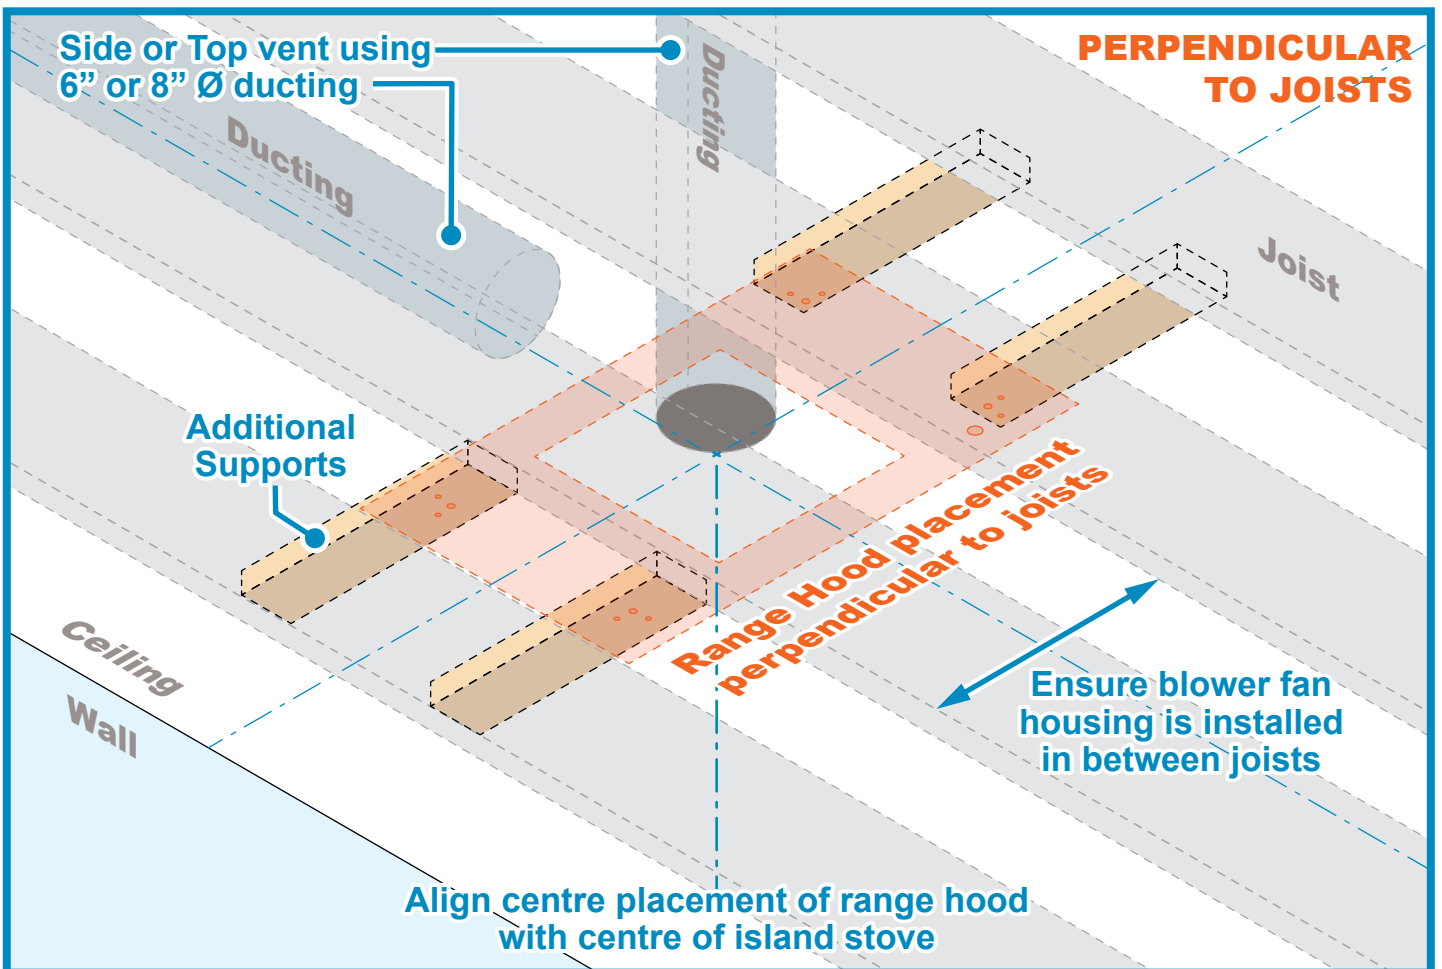 Side or Top vent using
6” or 8” Ø ducting
PERPENDICULAR
TO JOISTS
Ducting
Ducting
Joist
Additional
Supports
Range Hood placement
perpendicular to joists
Ceiling
Wall
Ensure blower fan
housing is installed
in between joists
Align centre placement of range hood
with centre of island stove